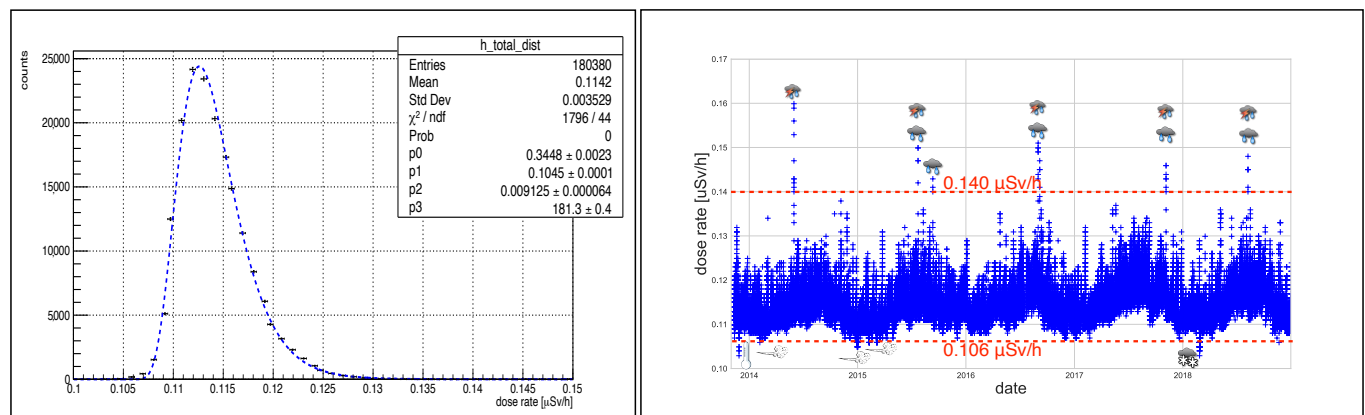 counts
25000
20000
15000
10000
5000
0
0.1 0.105 0.11 0.115 0.12 0.125 0.13 0.135 0.14 0.145 0.15
dose rate [μSv/h]
h_total_dist
Entries 180380
Mean 0.1142
Std Dev 0.003529
χ² / ndf 1796 / 44
Prob 0
p0 0.3448 ± 0.0023
p1 0.1045 ± 0.0001
p2 0.009125 ± 0.000064
p3 181.3 ± 0.4
dose rate [uSv/h]
0.17
0.16
0.15
0.14
0.13
0.12
0.11
0.10
0.140 μSv/h
0.106 μSv/h
2014 2015 2016 2017 2018
date